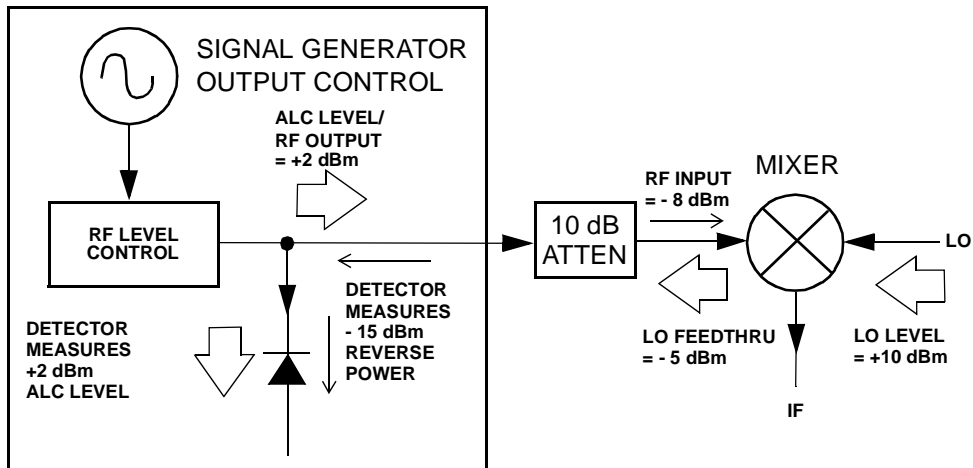 SIGNAL GENERATOR
OUTPUT CONTROL
ALC LEVEL/
RF OUTPUT
= +2 dBm
RF LEVEL
CONTROL
DETECTOR
MEASURES
+2 dBm
ALC LEVEL
DETECTOR
MEASURES
- 15 dBm
REVERSE
POWER
10 dB
ATTEN
RF INPUT
= - 8 dBm
MIXER
LO
LO FEEDTHRU
= - 5 dBm
LO LEVEL
= +10 dBm
IF